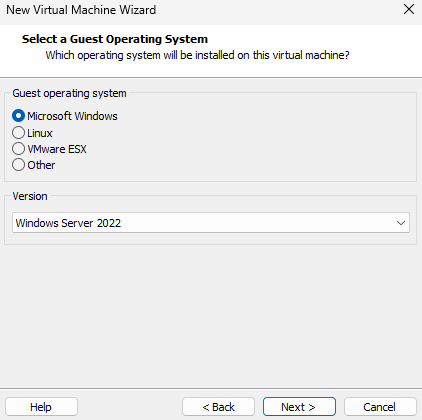 New Virtual Machine Wizard
Select a Guest Operating System
Which operating system will be installed on this virtual machine?
Guest operating system
Microsoft Windows
Linux
VMware ESX
Other
Version
Windows Server 2022
Help
< Back
Next >
Cancel